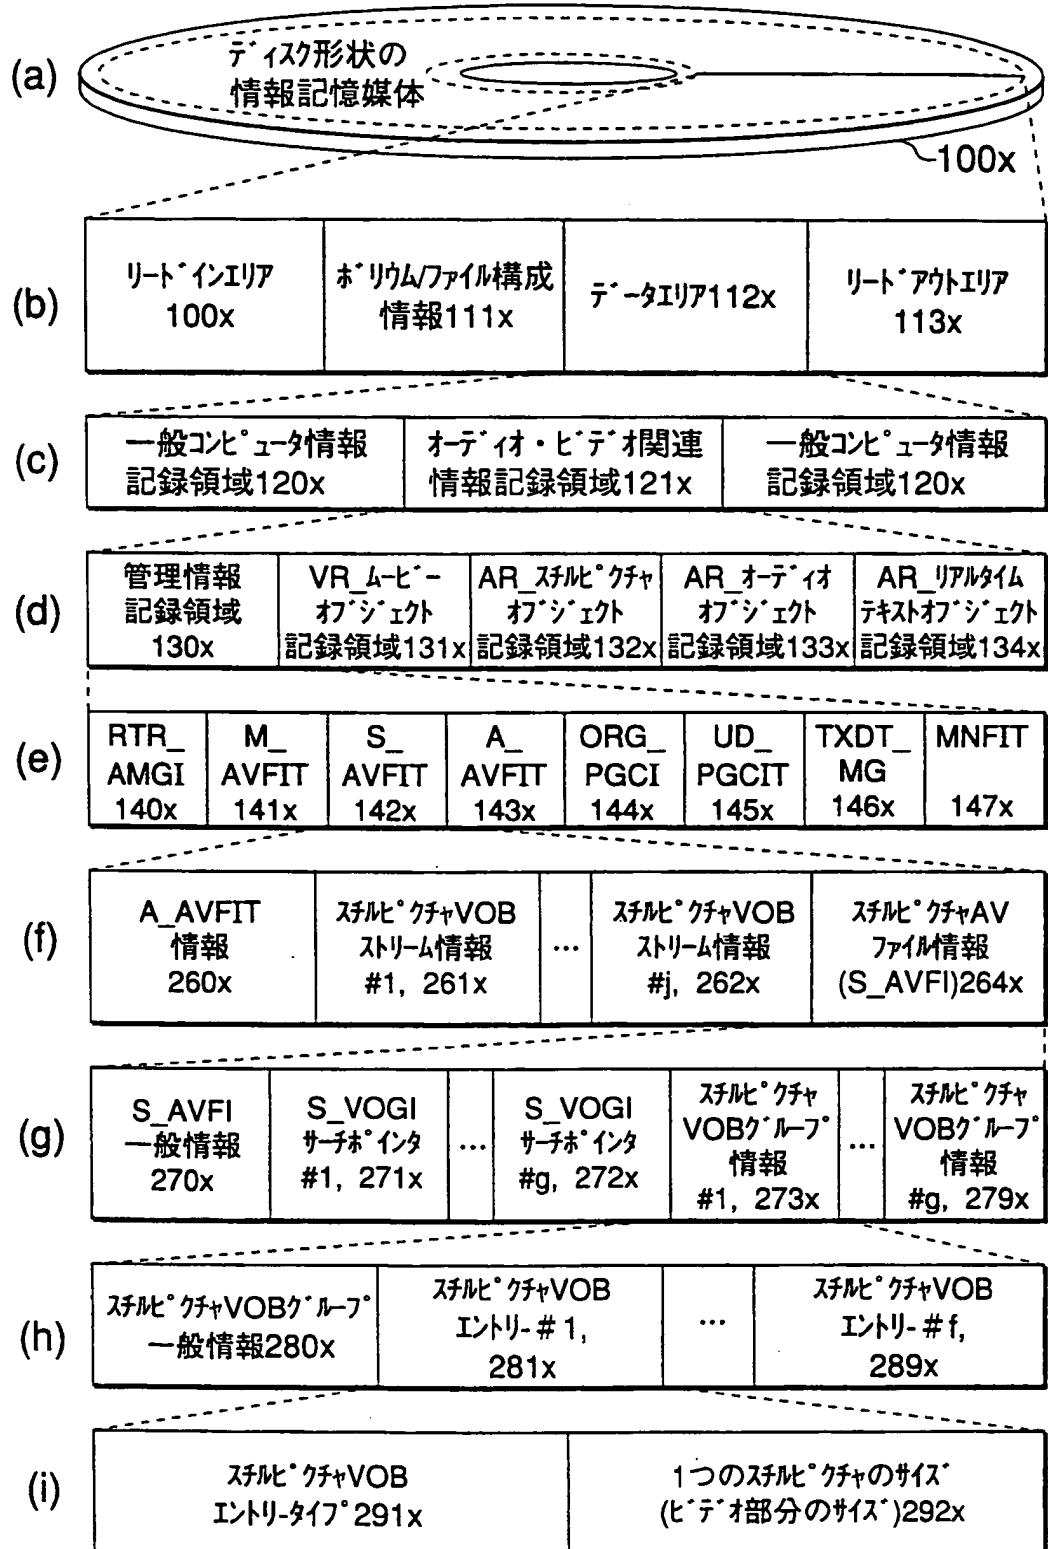 (a)
ディスク形状の
情報記憶媒体
100x
(b)
リードインエリア
100x
ボリウム/ファイル構成
情報111x
データエリア112x
リードアウトエリア
113x
(c)
一般コンピュータ情報
記録領域120x
オーディオ・ビデオ関連
情報記録領域121x
一般コンピュータ情報
記録領域120x
(d)
管理情報
記録領域
130x
VR_ムービー
オブジェクト
記録領域131x
AR_スチルピクチャ
オブジェクト
記録領域132x
AR_オーディオ
オブジェクト
記録領域133x
AR_リアルタイム
テキストオブジェクト
記録領域134x
(e)
RTR_
AMGI
140x
M_
AVFIT
141x
S_
AVFIT
142x
A_
AVFIT
143x
ORG_
PGCI
144x
UD_
PGCIT
145x
TXDT_
MG
146x
MNFIT
147x
(f)
A_AVFIT
情報
260x
スチルピクチャVOB
ストリーム情報
#1, 261x
...
スチルピクチャVOB
ストリーム情報
#j, 262x
スチルピクチャAV
ファイル情報
(S_AVFI)264x
(g)
S_AVFI
一般情報
270x
S_VOGI
サーチポインタ
#1, 271x
...
S_VOGI
サーチポインタ
#g, 272x
スチルピクチャ
VOBグループ
情報
#1, 273x
...
スチルピクチャ
VOBグループ
情報
#g, 279x
(h)
スチルピクチャVOBグループ
一般情報280x
スチルピクチャVOB
エントリー#1,
281x
...
スチルピクチャVOB
エントリー#f,
289x
(i)
スチルピクチャVOB
エントリータイプ291x
1つのスチルピクチャのサイズ
(ビデオ部分のサイズ)292x